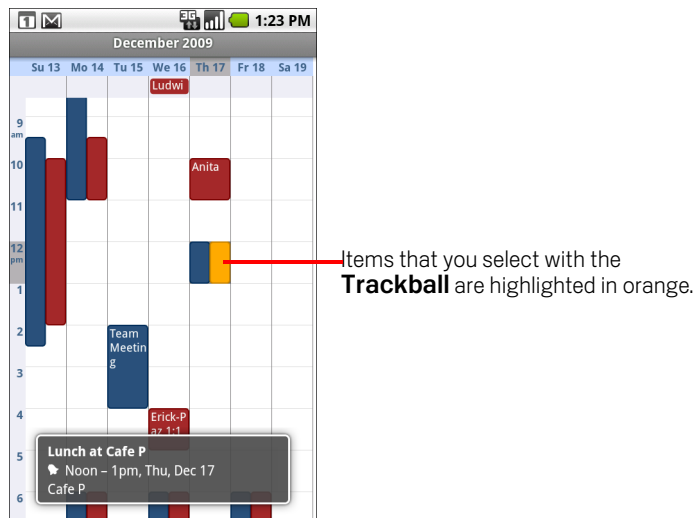 1 3G 1:23 PM
December 2009
Su 13 Mo 14 Tu 15 We 16 Th 17 Fr 18 Sa 19
Ludwi
9
am
10
Anita
11
12
pm
Items that you select with the
Trackball are highlighted in orange.
1
2
Team
Meetin
g
3
4
Erick-P
az 1:1
5
Lunch at Cafe P
Noon – 1pm, Thu, Dec 17
Cafe P
6